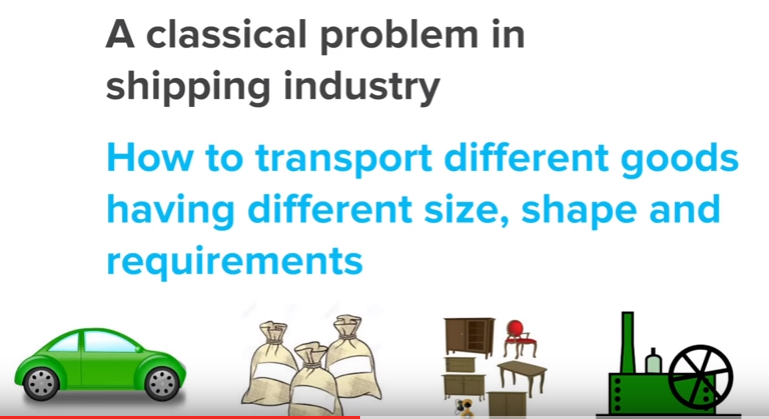 A classical problem in
shipping industry
How to transport different goods
having different size, shape and
requirements